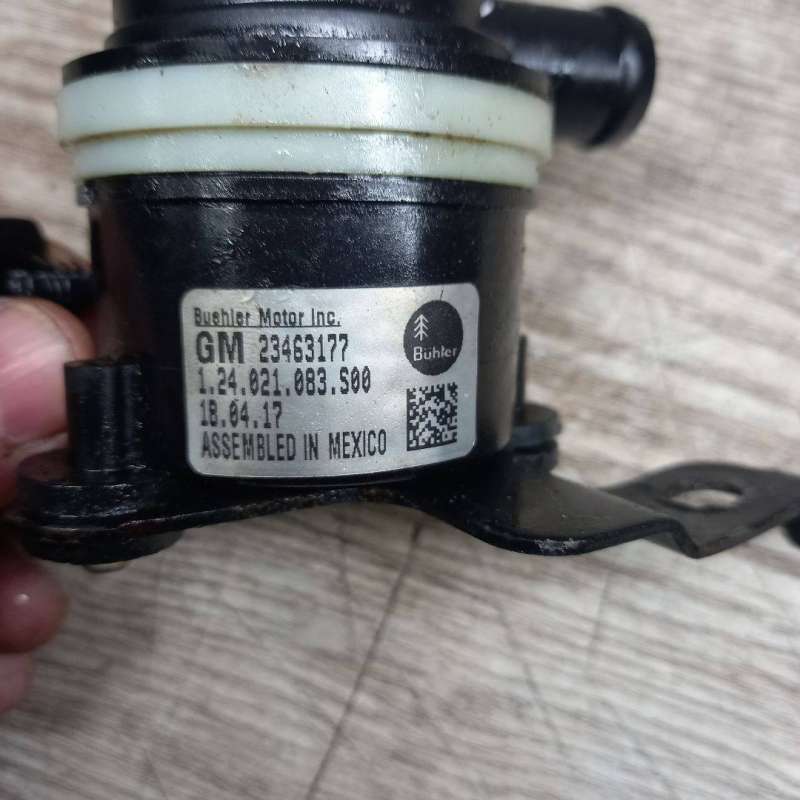 Buehler Motor Inc.
GM 23463177
Bühler
1.24.021.083.S00
18.04.17
ASSEMBLED IN MEXICO